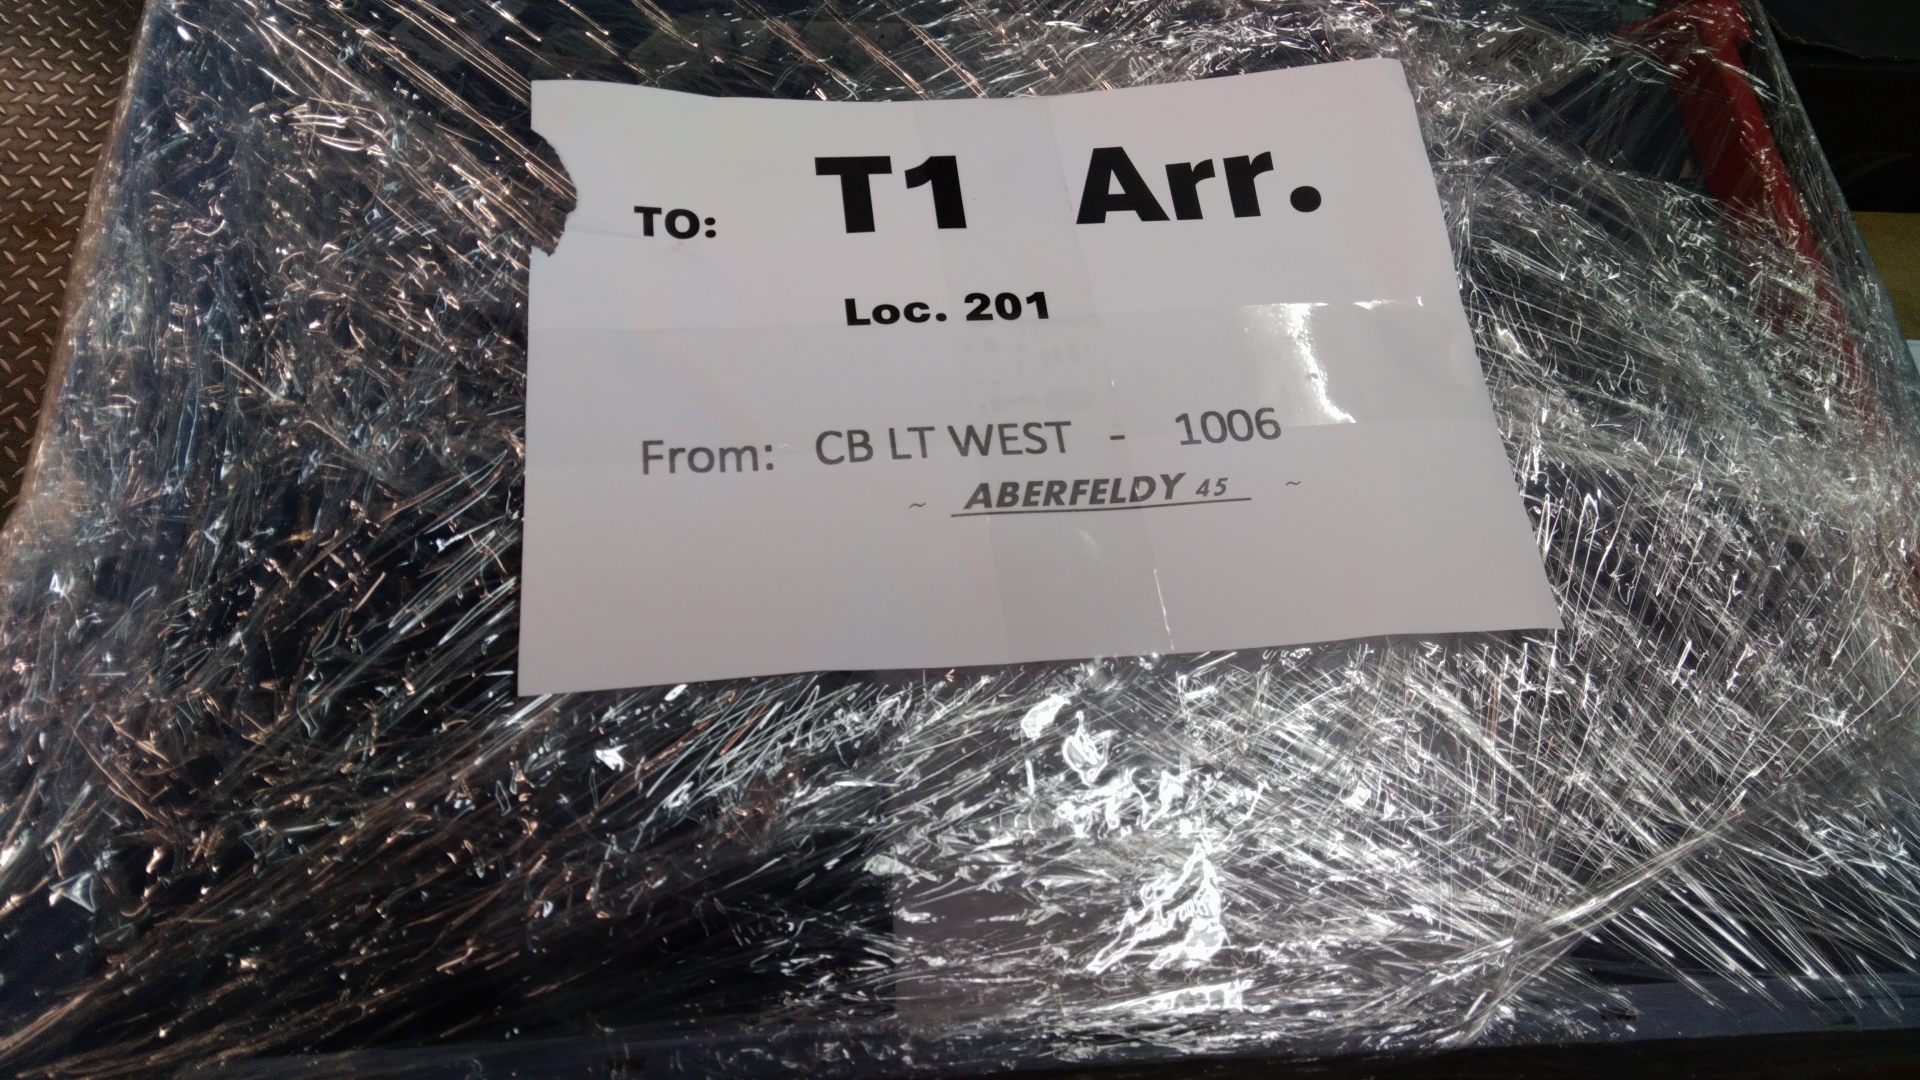 TO: T1 Arr.
Loc. 201
From: CB LT WEST - 1006
~ ABERFELDY 45 ~